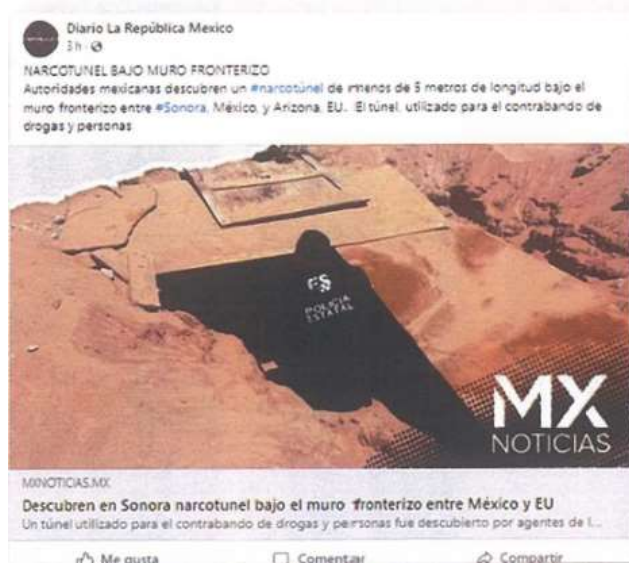 Diario La República Mexico
3 h ·
NARCOTUNEL BAJO MURO FRONTERIZO
Autoridades mexicanas descubren un #narcotúnel de menos de 5 metros de longitud bajo el
muro fronterizo entre #Sonora, México, y Arizona, EU. El túnel, utilizado para el contrabando de
drogas y personas
POLICIA
ESTATAL
MX
NOTICIAS
MXNOTICIAS.MX
Descubren en Sonora narcotunel bajo el muro fronterizo entre México y EU
Un túnel utilizado para el contrabando de drogas y personas fue descubierto por agentes de l...
Me gusta
Comentar
Compartir